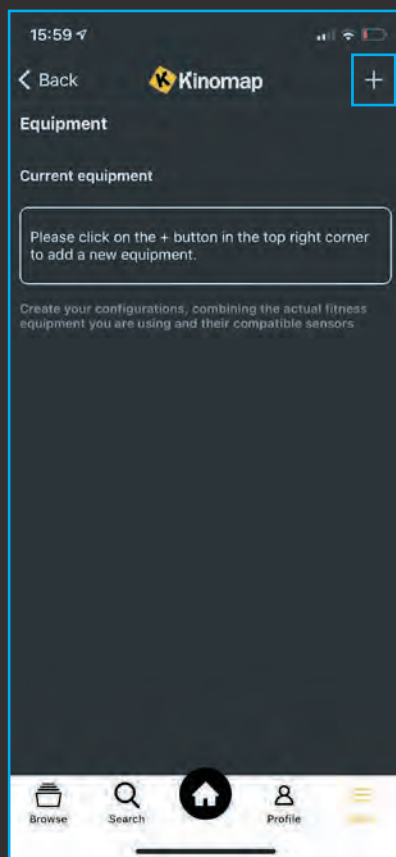 15:59
Back
Kinomap
+
Equipment
Current equipment
Please click on the + button in the top right corner
to add a new equipment.
Create your configurations, combining the actual fitness
equipment you are using and their compatible sensors
Browse
Search
Profile